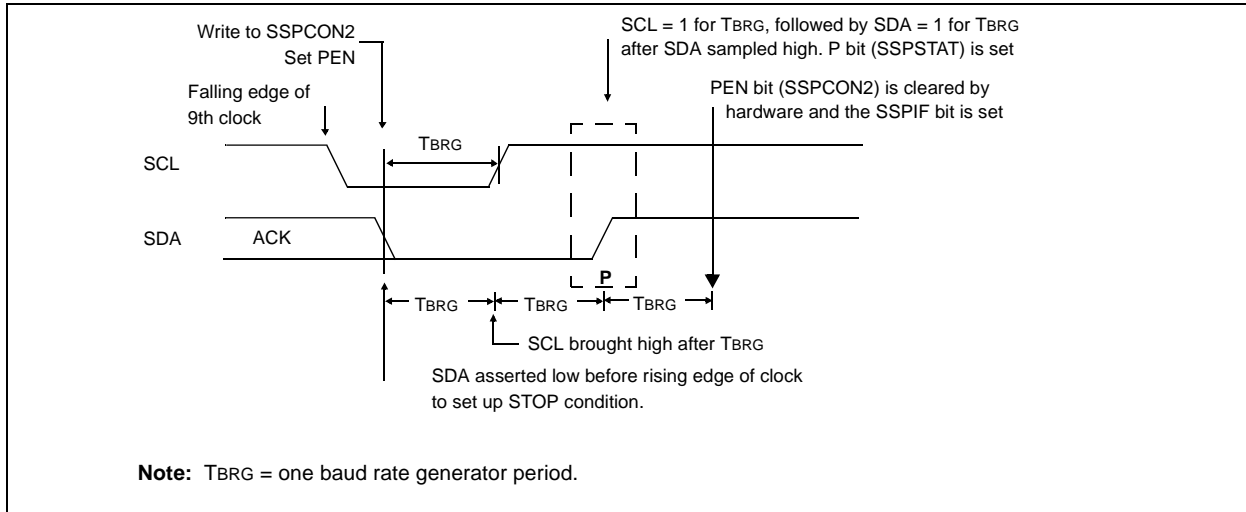 Write to SSPCON2
Set PEN
SCL = 1 for TBRG, followed by SDA = 1 for TBRG
after SDA sampled high. P bit (SSPSTAT) is set
Falling edge of
9th clock
PEN bit (SSPCON2) is cleared by
hardware and the SSPIF bit is set
TBRG
SCL
SDA
ACK
P
TBRG
TBRG
TBRG
SCL brought high after TBRG
SDA asserted low before rising edge of clock
to set up STOP condition.
Note: TBRG = one baud rate generator period.